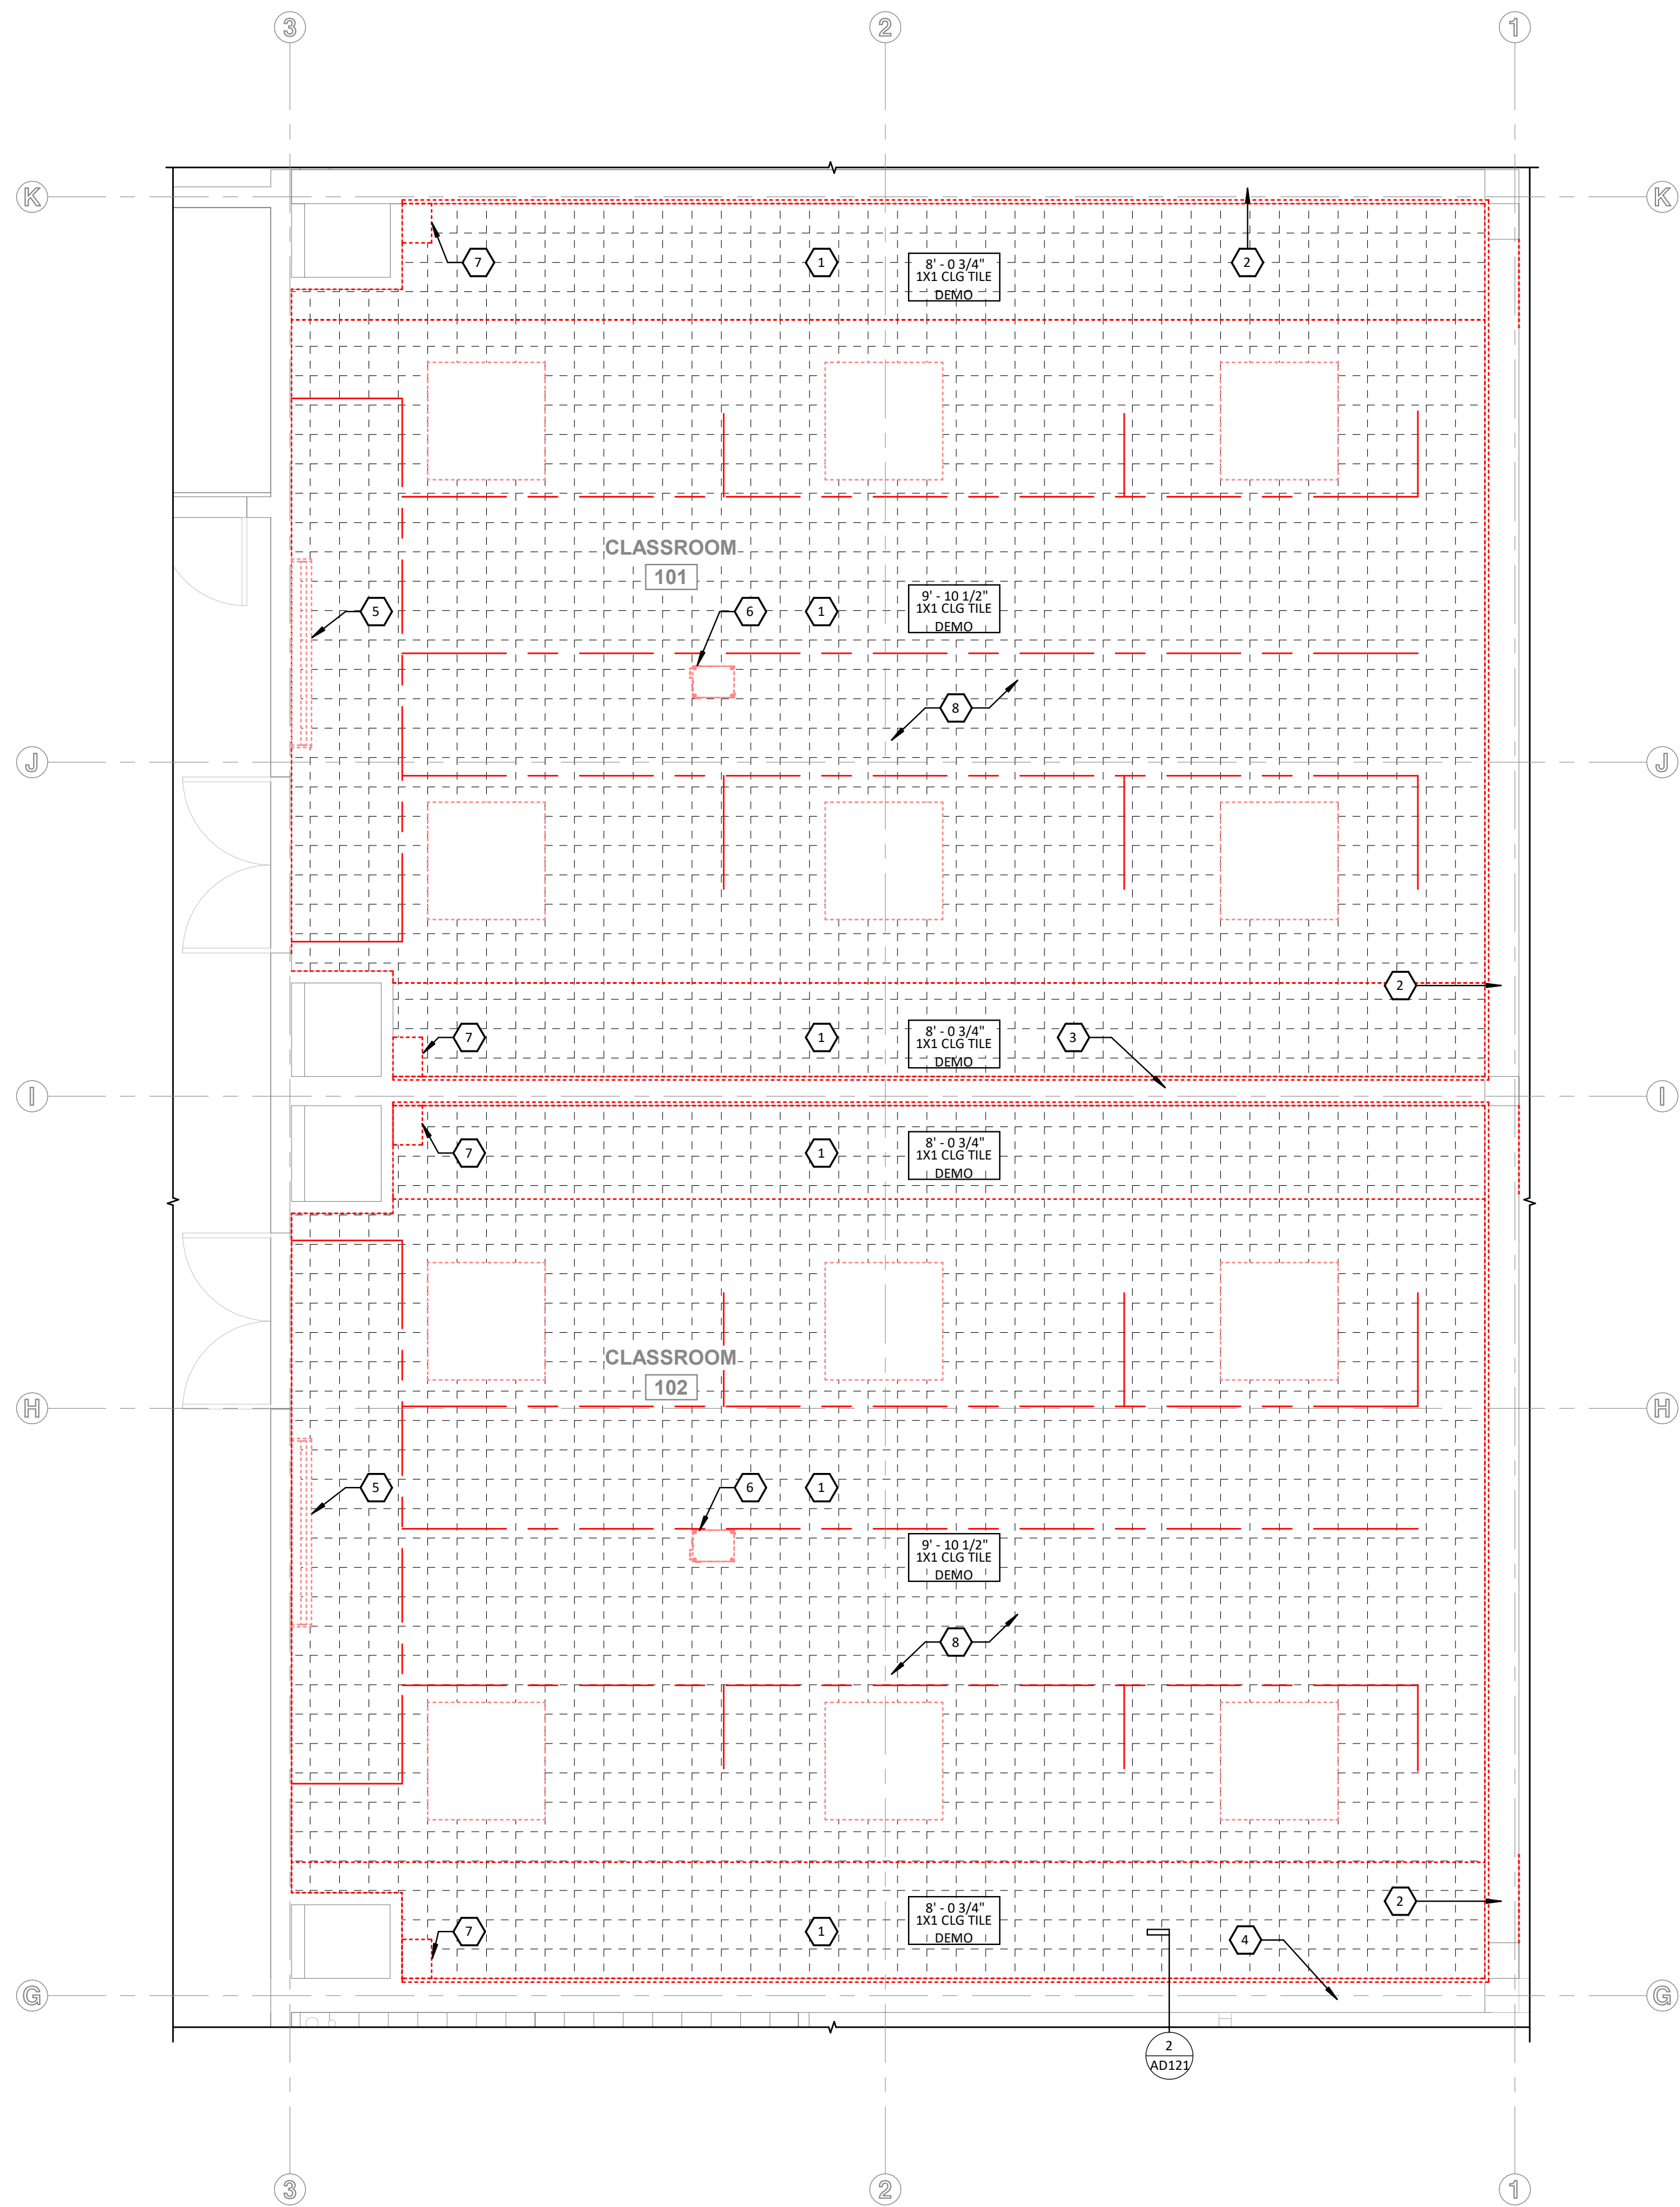 3
2
1
K
K
7
1
8' - 0 3/4"
1X1 CLG TILE
DEMO
2
CLASSROOM
101
5
6
1
9' - 10 1/2"
1X1 CLG TILE
DEMO
8
J
J
2
7
1
8' - 0 3/4"
1X1 CLG TILE
DEMO
3
I
I
7
1
8' - 0 3/4"
1X1 CLG TILE
DEMO
CLASSROOM
102
H
H
5
6
1
9' - 10 1/2"
1X1 CLG TILE
DEMO
8
2
7
1
8' - 0 3/4"
1X1 CLG TILE
DEMO
4
G
G
2
AD121
3
2
1